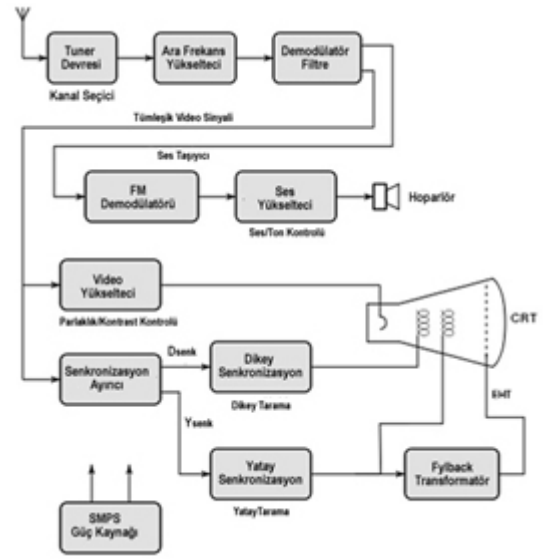 Tuner
Devresi
Ara Frekans
Yükselteci
Demodülatör
Filtre
Kanal Seçici
Tümleşik Video Sinyali
Ses Taşıyıcı
FM
Demodülatörü
Ses
Yükselteci
Hoparlör
Ses/Ton Kontrolü
Video
Yükselteci
Parlaklık/Kontrast Kontrolü
CRT
Senkronizasyon
Ayırıcı
Dsenk
Dikey
Senkronizasyon
EHT
Dikey Tarama
Ysenk
Yatay
Senkronizasyon
Fylback
Transformatör
YatayTarama
SMPS
Güç Kaynağı